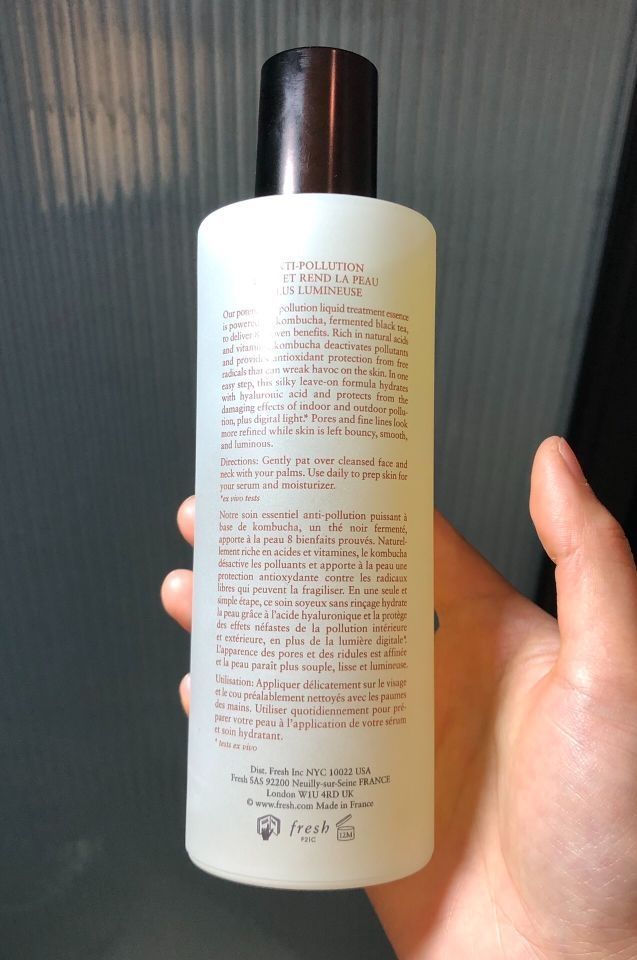 ANTI-POLLUTION
ET REND LA PEAU
PLUS LUMINEUSE
Our pollution liquid treatment essence
is powered kombucha, fermented black tea,
to deliver benefits. Rich in natural acids
and vitamins, kombucha deactivates pollutants
and provides antioxidant protection from free
radicals that can wreak havoc on the skin. In one
easy step, this silky leave-on formula hydrates
with hyaluronic acid and protects from the
damaging effects of indoor and outdoor pollu-
tion, plus digital light.* Pores and fine lines look
more refined while skin is left bouncy, smooth,
and luminous.
Directions: Gently pat over cleansed face and
neck with your palms. Use daily to prep skin for
your serum and moisturizer.
*ex vivo tests
Notre soin essentiel anti-pollution puissant à
base de kombucha, un thé noir fermenté,
apporte à la peau 8 bienfaits prouvés. Naturel-
lement riche en acides et vitamines, le kombucha
désactive les polluants et apporte à la peau une
protection antioxydante contre les radicaux
libres qui peuvent la fragiliser. En une seule et
simple étape, ce soin soyeux sans rinçage hydrate
la peau grâce à l'acide hyaluronique et la protège
des effets néfastes de la pollution intérieure
et extérieure, en plus de la lumière digitale*.
L'apparence des pores et des ridules est affinée
et la peau paraît plus souple, lisse et lumineuse.
Utilisation: Appliquer délicatement sur le visage
et le cou préalablement nettoyés avec les paumes
des mains. Utiliser quotidiennement pour pré-
parer votre peau à l'application de votre sérum
et soin hydratant.
* tests ex vivo
Dist. Fresh Inc NYC 10022 USA
Fresh SAS 92200 Neuilly-sur-Seine FRANCE
London W1U 4RD UK
© www.fresh.com Made in France
fresh 12M
F21C